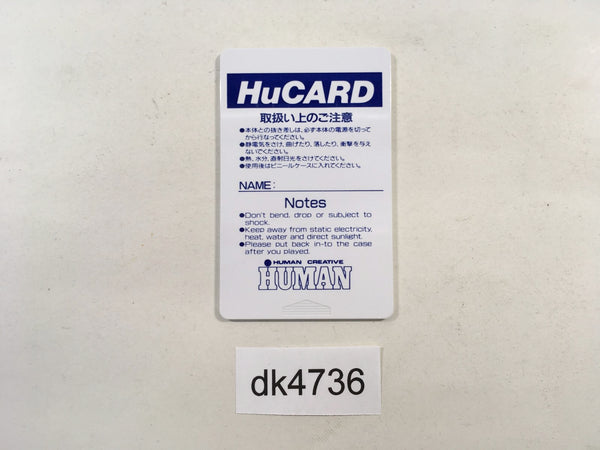 HuCARD
取扱い上のご注意
●本体との抜き差しは、必ず本体の電源を切って
から行なってください。
●静電気をさけ、曲げたり、落したり、衝撃を与え
ないでください。
●熱、水分、直射日光をさけてください。
●使用後はビニールケースに入れてください。
NAME:
Notes
●Don't bend, drop or subject to
shock.
●Keep away from static electricity,
heat, water and direct sunlight.
●Please put back in-to the case
after you played.
HUMAN CREATIVE
HUMAN
dk4736